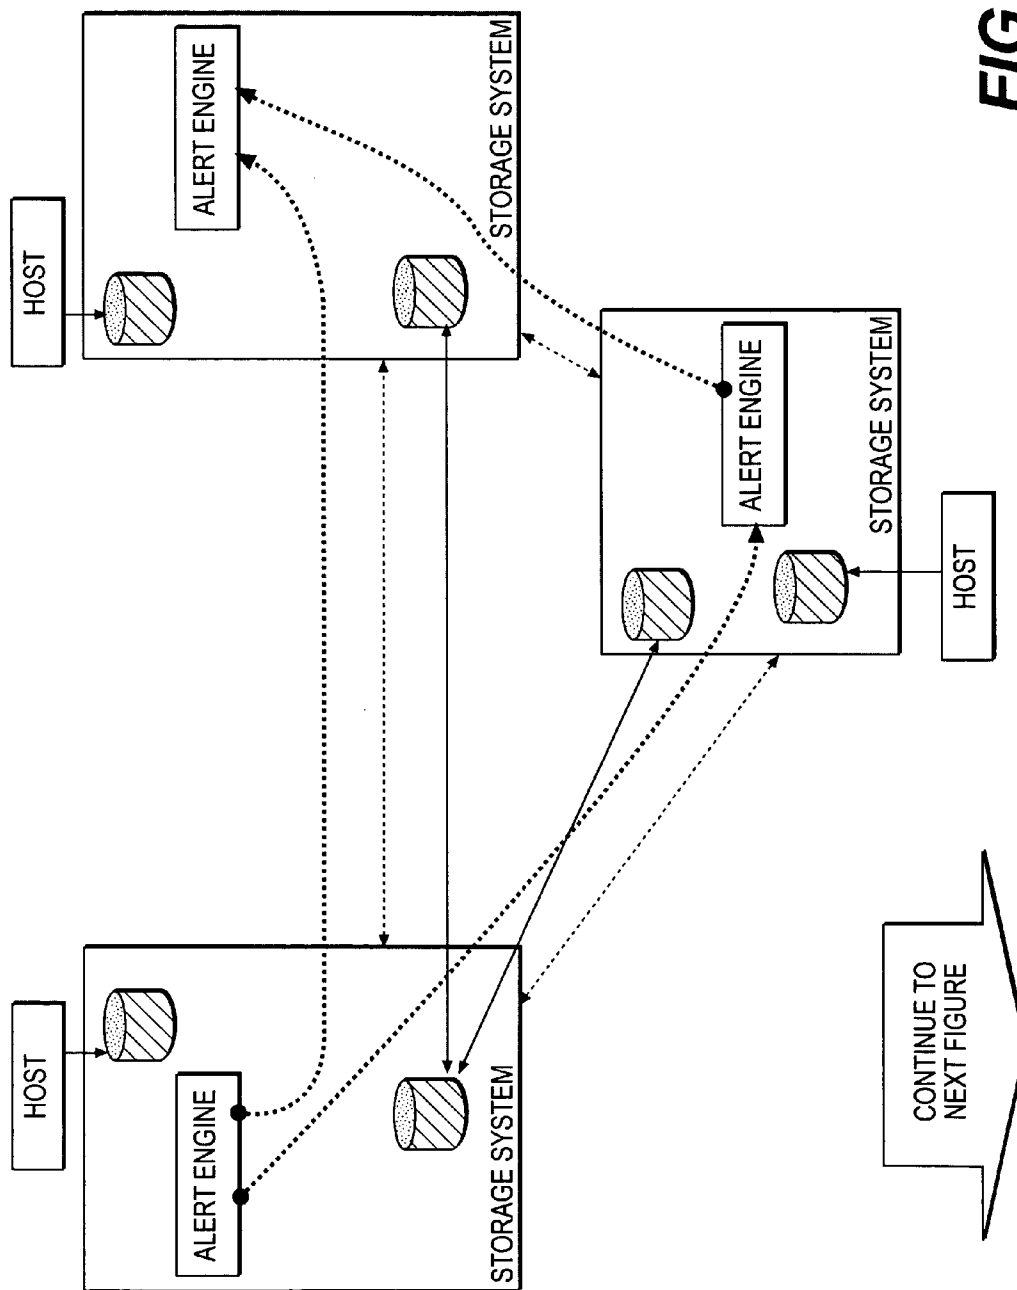 HOST
ALERT ENGINE
STORAGE SYSTEM
HOST
ALERT ENGINE
STORAGE SYSTEM
ALERT ENGINE
STORAGE SYSTEM
HOST
CONTINUE TO
NEXT FIGURE
FIG